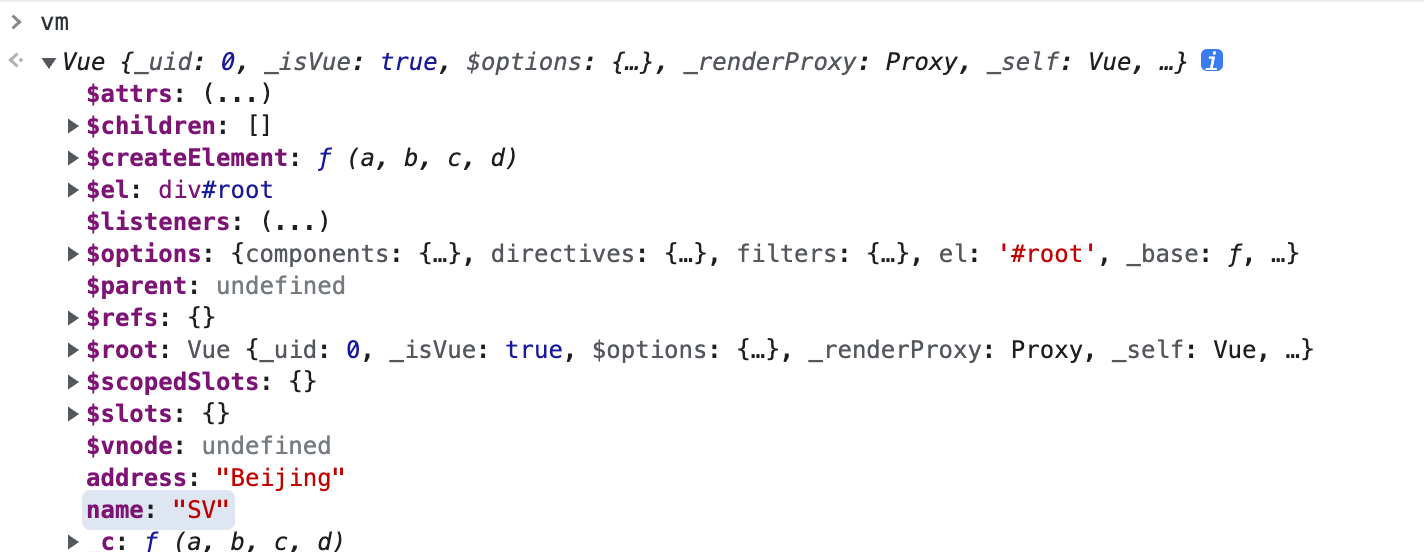 vm
Vue {_uid: 0, _isVue: true, $options: {…}, _renderProxy: Proxy, _self: Vue, …} i
$attrs: (...)
$children: []
$createElement: ƒ (a, b, c, d)
$el: div#root
$listeners: (...)
$options: {components: {…}, directives: {…}, filters: {…}, el: '#root', _base: ƒ, …}
$parent: undefined
$refs: {}
$root: Vue {_uid: 0, _isVue: true, $options: {…}, _renderProxy: Proxy, _self: Vue, …}
$scopedSlots: {}
$slots: {}
$vnode: undefined
address: "Beijing"
name: "SV"
_c: ƒ (a, b, c, d)